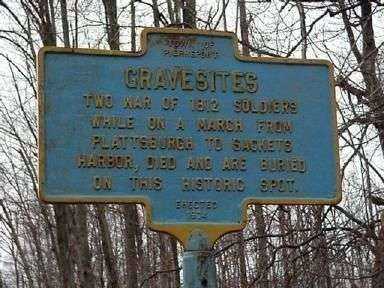 TOWN OF
PIERREPONT
GRAVESITES
TWO WAR OF 1812 SOLDIERS
WHILE ON A MARCH FROM
PLATTSBURGH TO SACKETS
HARBOR, DIED AND ARE BURIED
ON THIS HISTORIC SPOT.
ERECTED